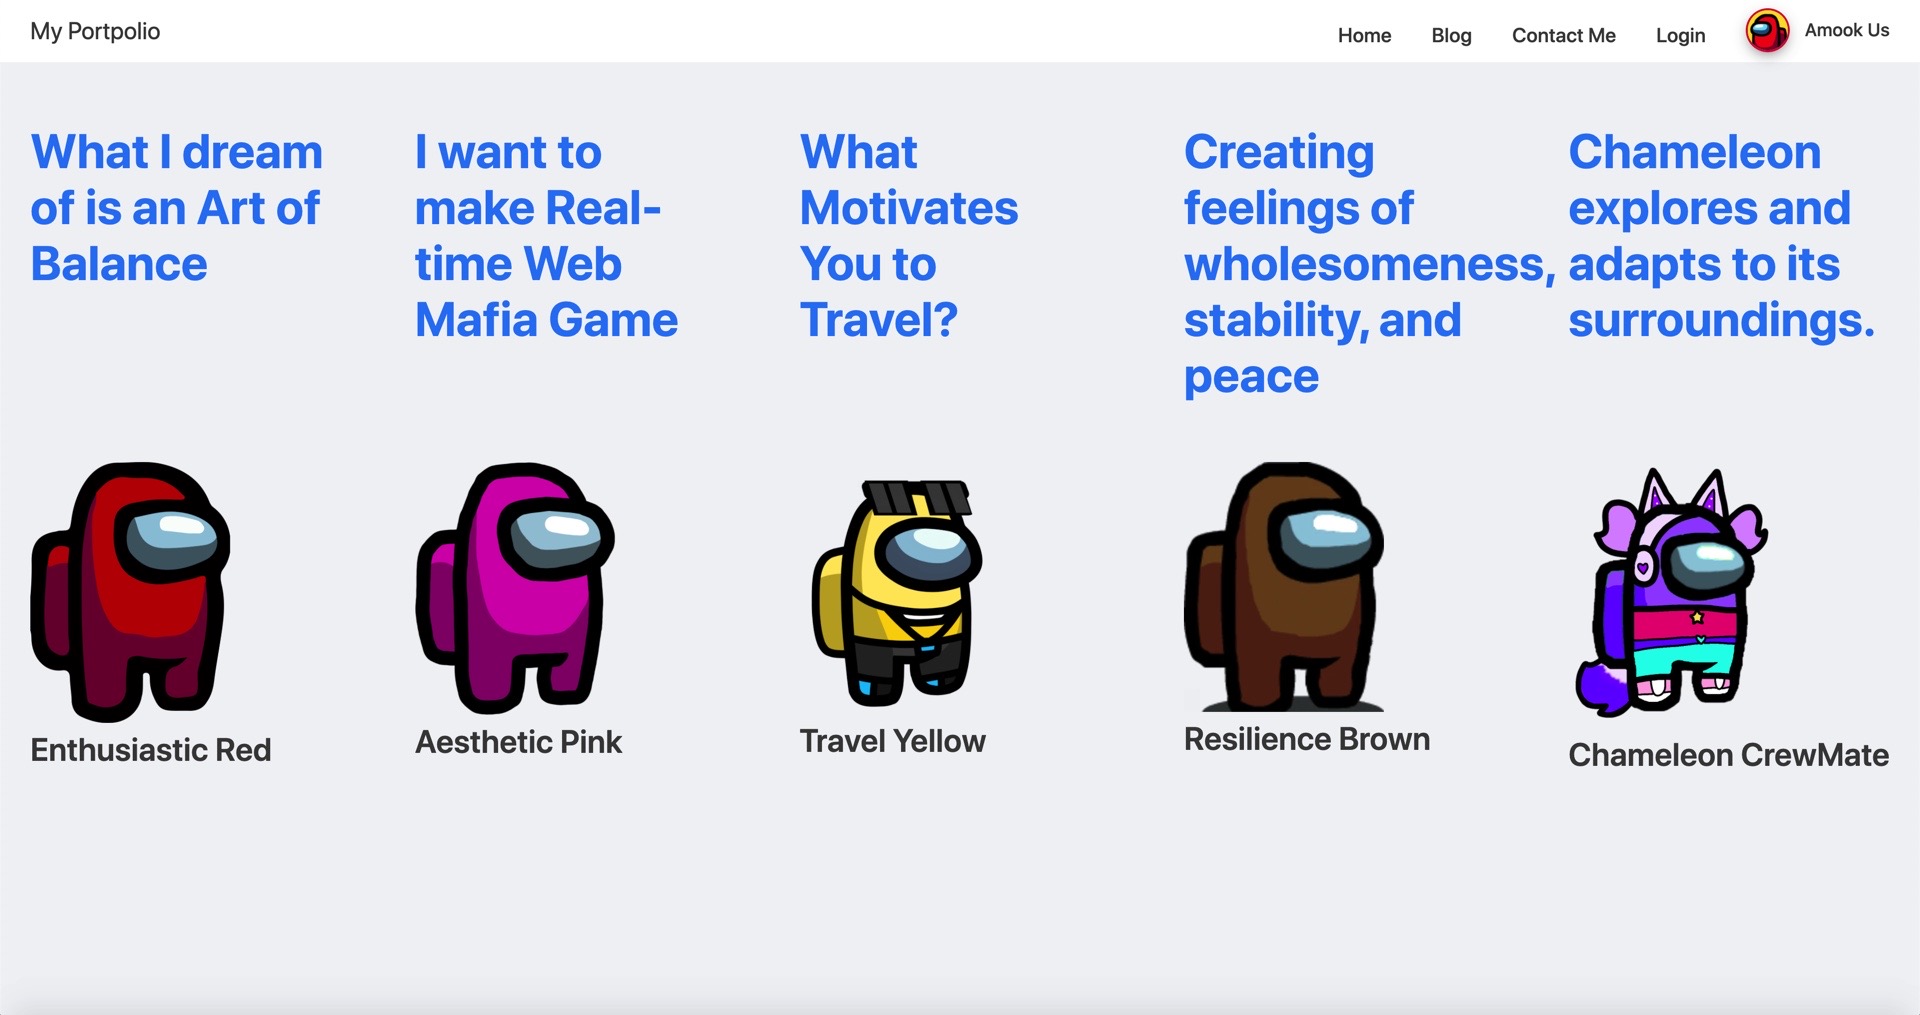 My Portpolio
Home
Blog
Contact Me
Login
Amook Us
What I dream
of is an Art of
Balance
I want to
make Real-
time Web
Mafia Game
What
Motivates
You to
Travel?
Creating
feelings of
wholesomeness,
stability, and
peace
Chameleon
explores and
adapts to its
surroundings.
Enthusiastic Red
Aesthetic Pink
Travel Yellow
Resilience Brown
Chameleon CrewMate